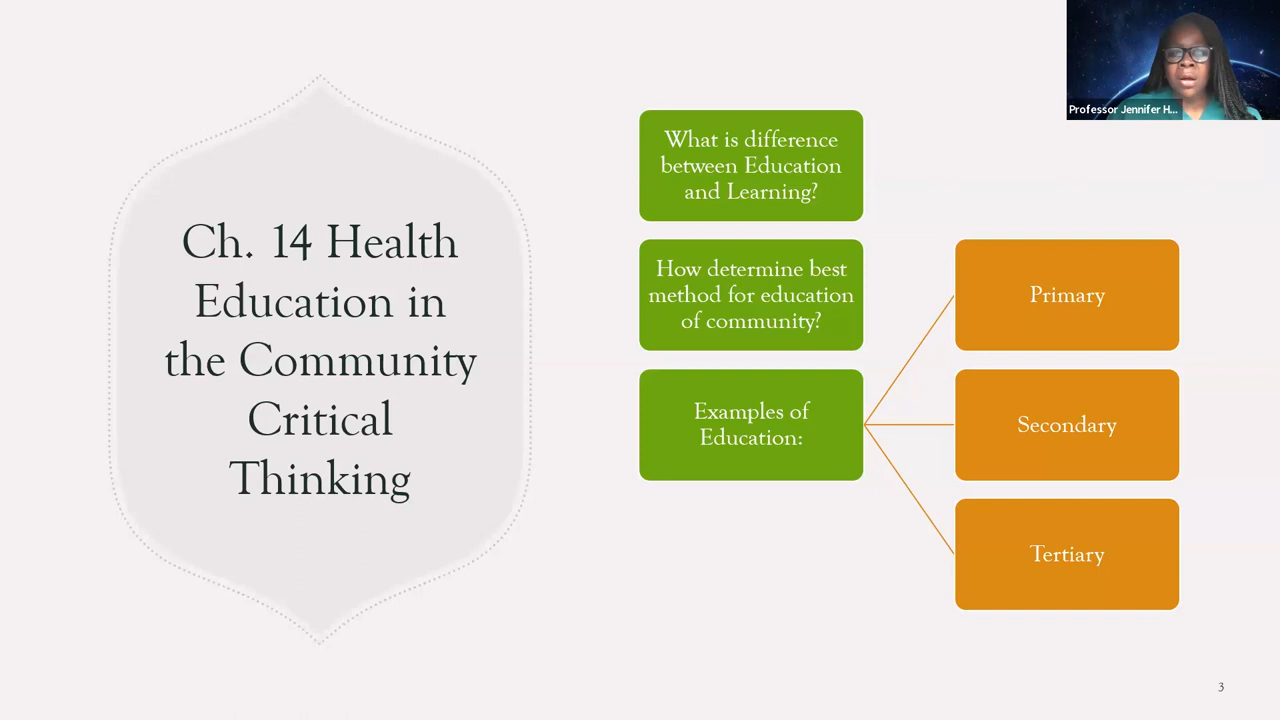 Ch. 14 Health
Education in
the Community
Critical
Thinking
What is difference
between Education
and Learning?
How determine best
method for education
of community?
Examples of
Education:
Primary
Secondary
Tertiary
Professor Jennifer H...
3